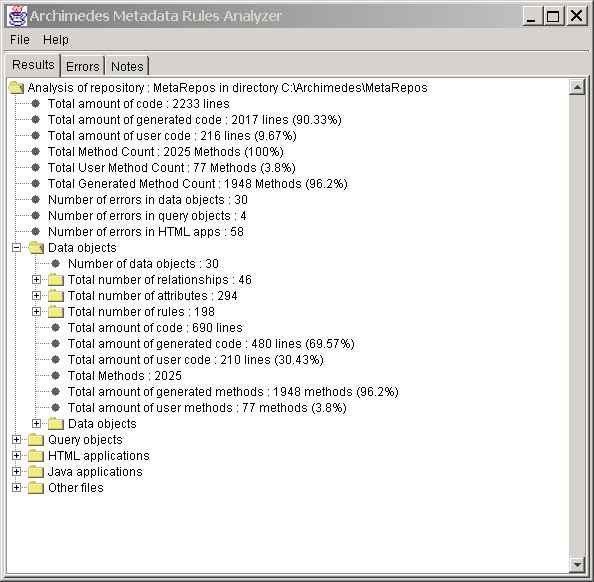 Archimedes Metadata Rules Analyzer
File Help
Results Errors Notes
Analysis of repository : MetaRepos in directory C:\Archimedes\MetaRepos
Total amount of code : 2233 lines
Total amount of generated code : 2017 lines (90.33%)
Total amount of user code : 216 lines (9.67%)
Total Method Count : 2025 Methods (100%)
Total User Method Count : 77 Methods (3.8%)
Total Generated Method Count : 1948 Methods (96.2%)
Number of errors in data objects : 30
Number of errors in query objects : 4
Number of errors in HTML apps : 58
Data objects
Number of data objects : 30
Total number of relationships : 46
Total number of attributes : 294
Total number of rules : 198
Total amount of code : 690 lines
Total amount of generated code : 480 lines (69.57%)
Total amount of user code : 210 lines (30.43%)
Total Methods : 2025
Total amount of generated methods : 1948 methods (96.2%)
Total amount of user methods : 77 methods (3.8%)
Data objects
Query objects
HTML applications
Java applications
Other files